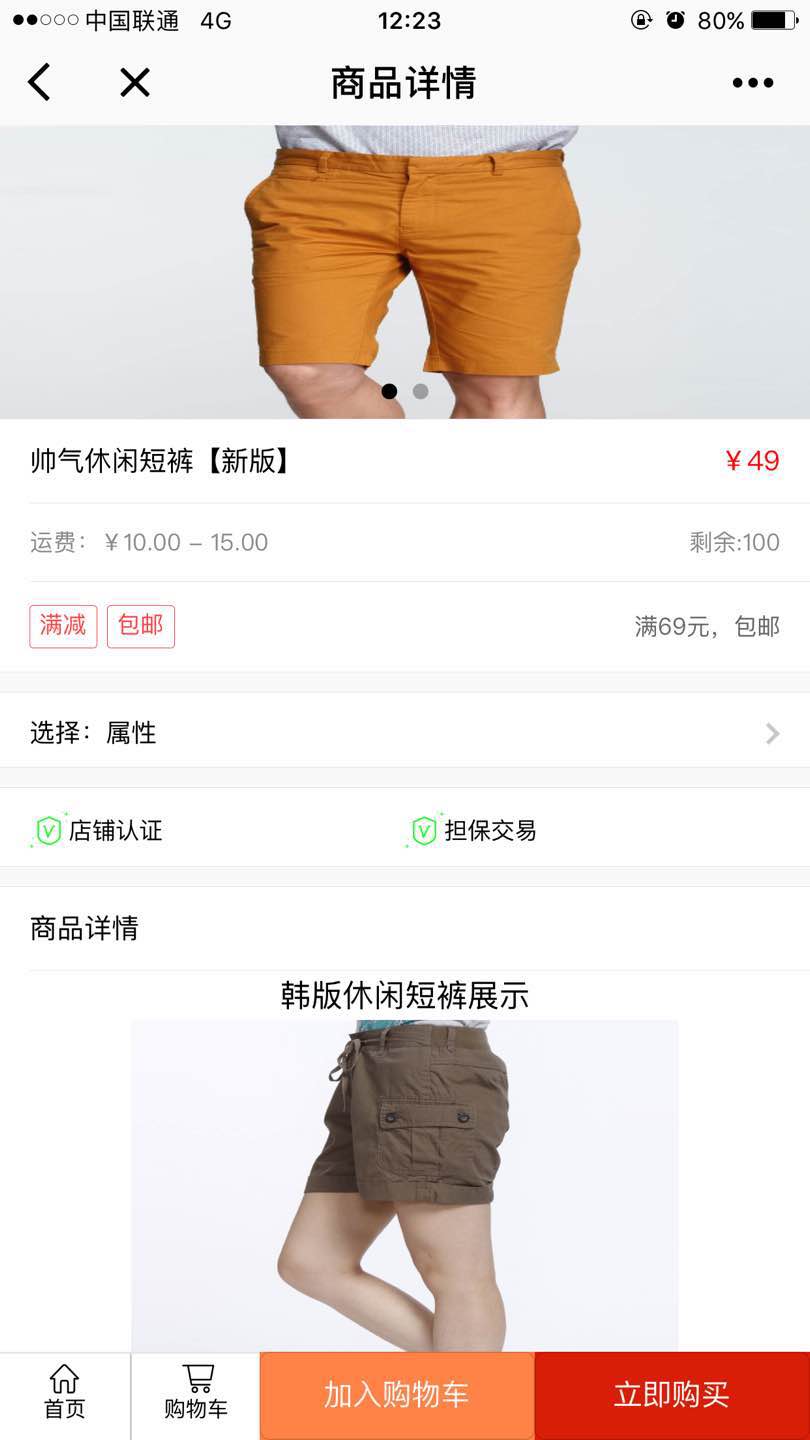 中国联通 4G 12:23 80%
商品详情
帅气休闲短裤【新版】 ¥49
运费：¥10.00 – 15.00 剩余:100
满减 包邮 满69元，包邮
选择：属性
店铺认证 担保交易
商品详情
韩版休闲短裤展示
首页 购物车 加入购物车 立即购买